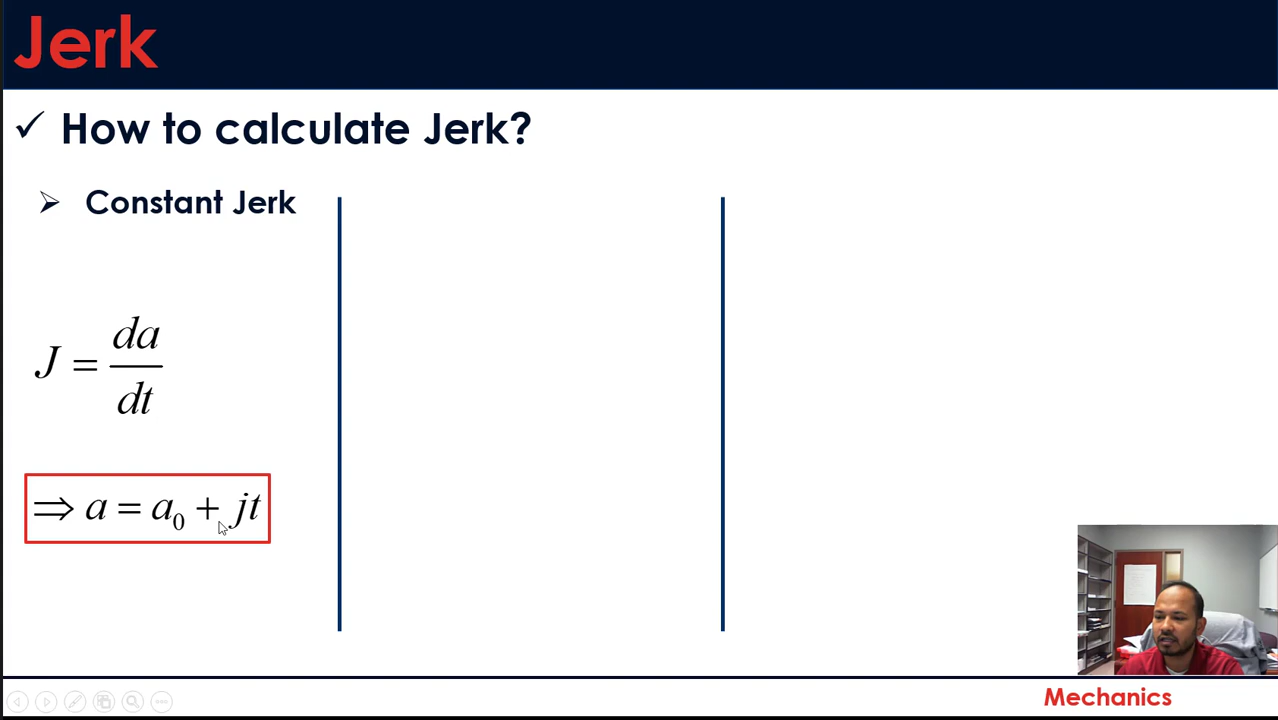 Jerk
✓ How to calculate Jerk?
➢ Constant Jerk
J = da/dt
⇒ a = a₀ + jt
Mechanics